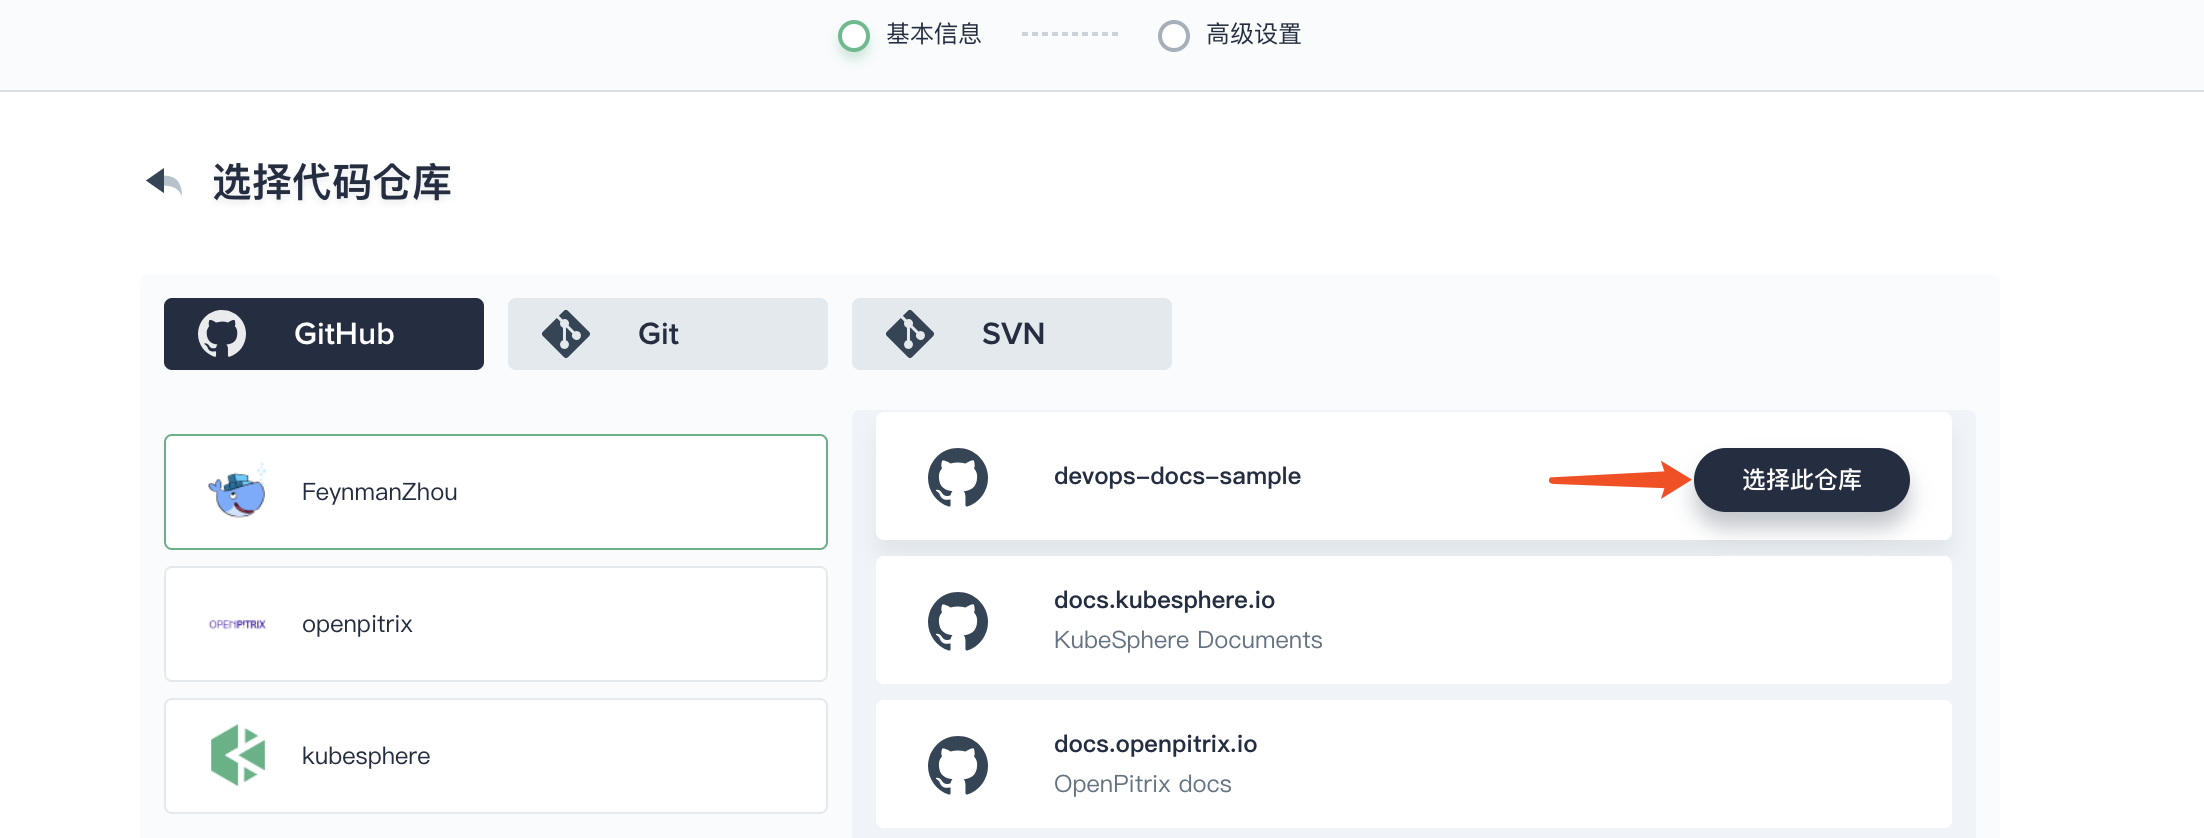 基本信息
高级设置
选择代码仓库
GitHub
Git
SVN
FeynmanZhou
OPENPITRIX
openpitrix
kubesphere
devops-docs-sample
选择此仓库
docs.kubesphere.io
KubeSphere Documents
docs.openpitrix.io
OpenPitrix docs